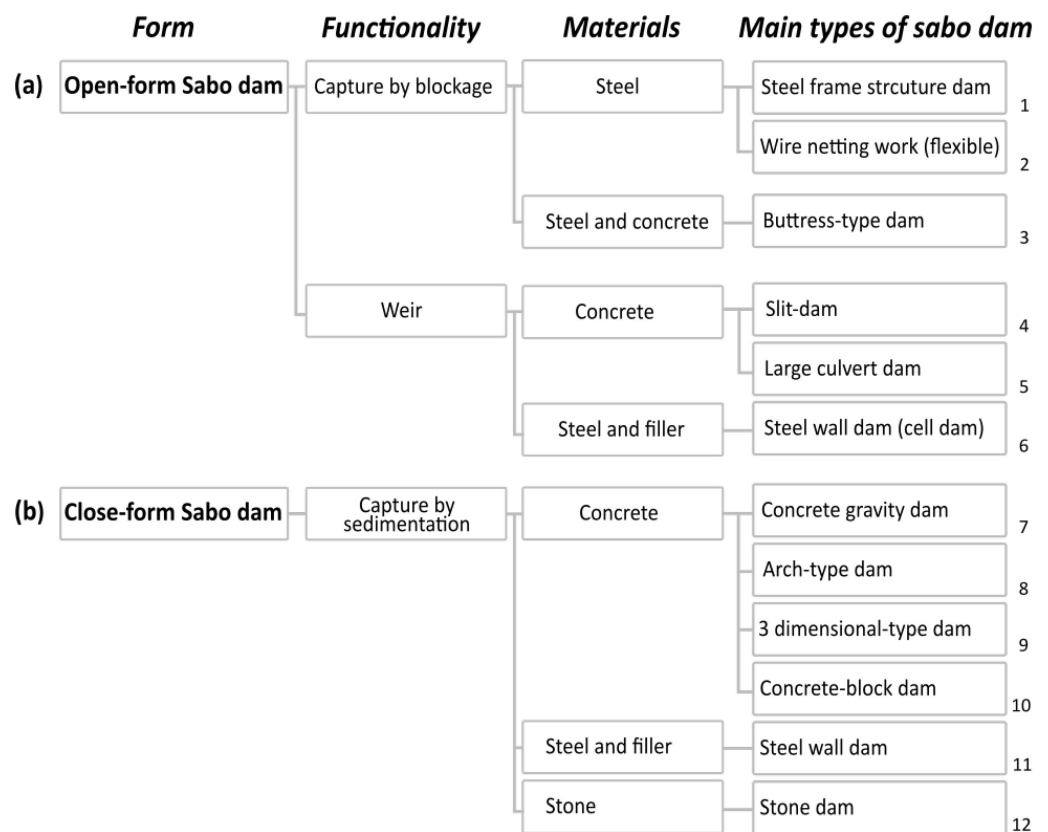 Form Functionality Materials Main types of sabo dam
(a) Open-form Sabo dam Capture by blockage Steel Steel frame strcuture dam 1
Wire netting work (flexible) 2
Steel and concrete Buttress-type dam 3
Weir Concrete Slit-dam 4
Large culvert dam 5
Steel and filler Steel wall dam (cell dam) 6
(b) Close-form Sabo dam Capture by
sedimentation Concrete Concrete gravity dam 7
Arch-type dam 8
3 dimensional-type dam 9
Concrete-block dam 10
Steel and filler Steel wall dam 11
Stone Stone dam 12